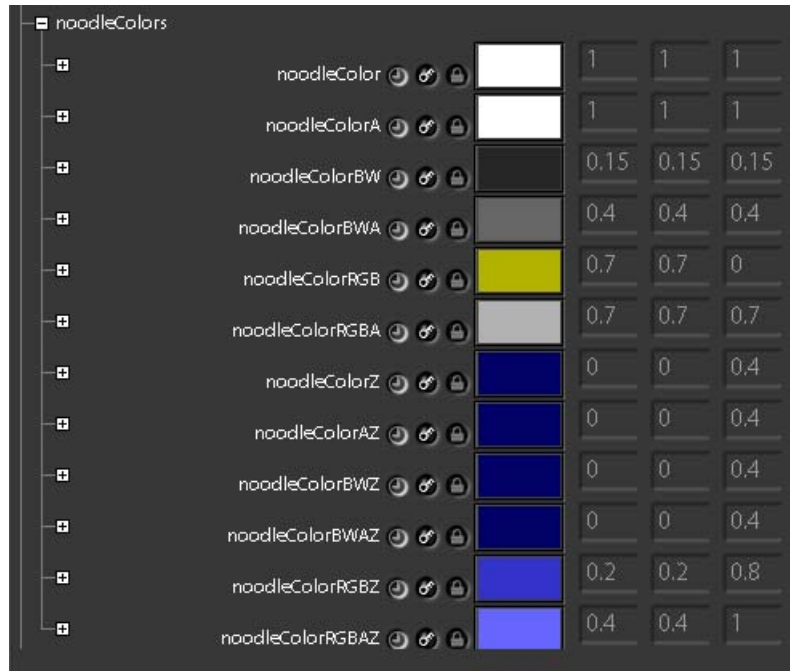 noodleColors
noodleColor 1 1 1
noodleColorA 1 1 1
noodleColorBW 0.15 0.15 0.15
noodleColorBWA 0.4 0.4 0.4
noodleColorRGB 0.7 0.7 0
noodleColorRGBA 0.7 0.7 0.7
noodleColorZ 0 0 0.4
noodleColorAZ 0 0 0.4
noodleColorBWZ 0 0 0.4
noodleColorBWAZ 0 0 0.4
noodleColorRGBZ 0.2 0.2 0.8
noodleColorRGBAZ 0.4 0.4 1